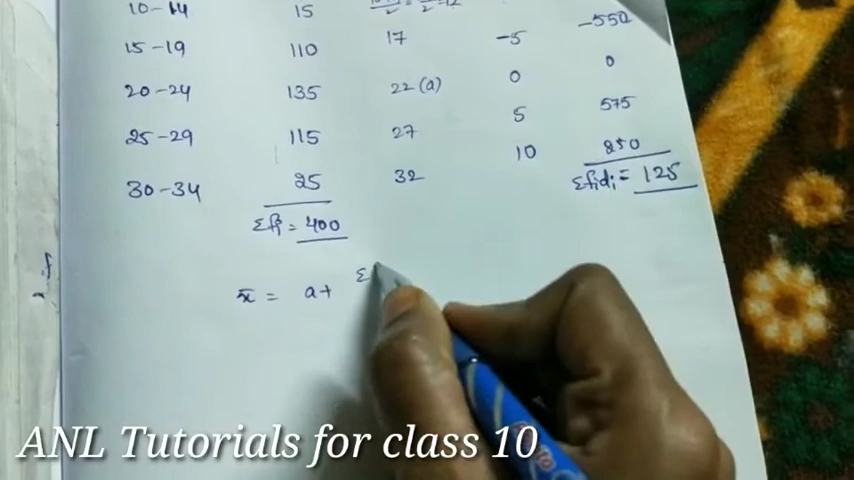 10-14 15
15-19 110 17 -5 -550
20-24 135 22 (a) 0 0
25-29 115 27 5 575
30-34 25 32 10 250
Σfi = 400 Σfidi = 125
x̄ = a+ Σ
ANL Tutorials for class 10